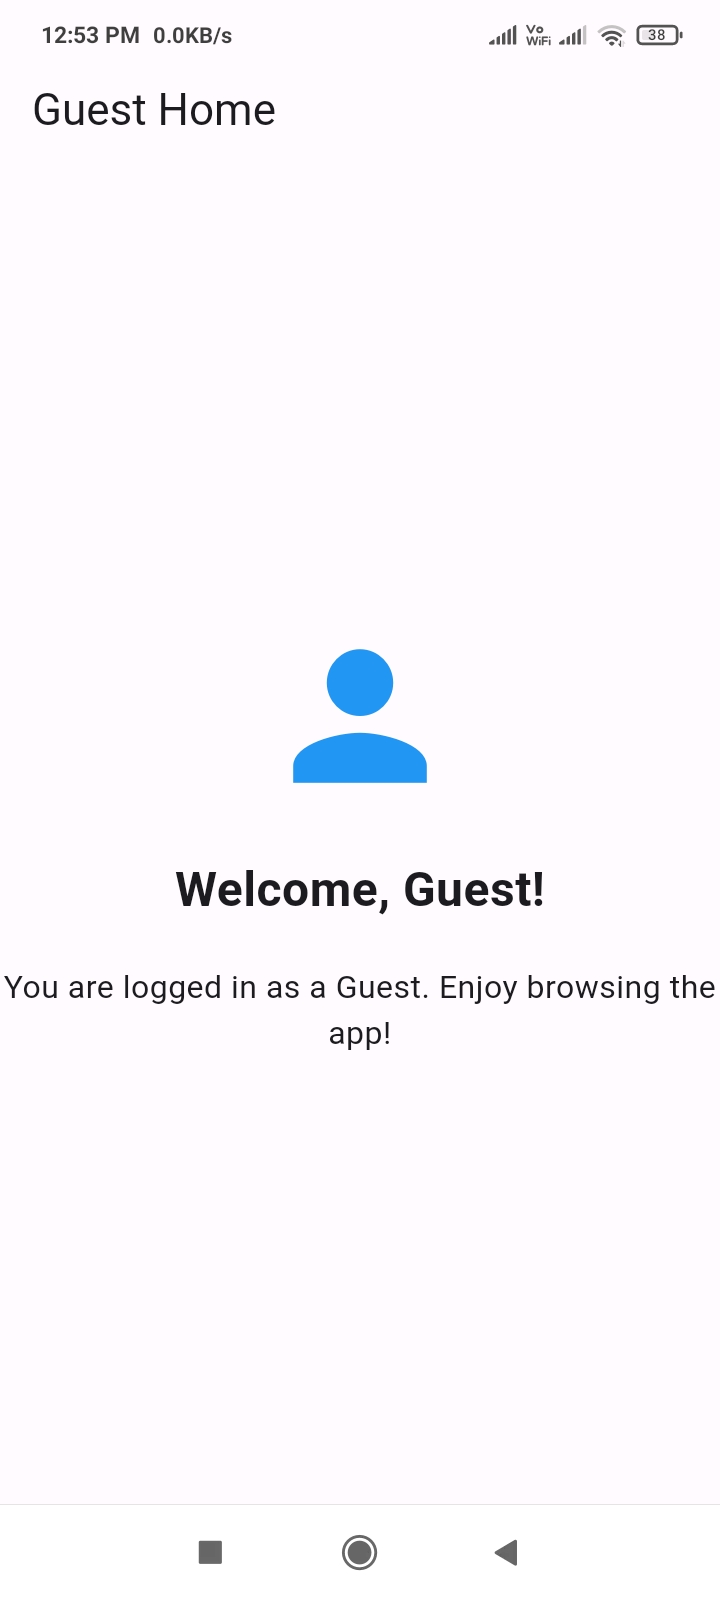 12:53 PM 0.0KB/s Vo WiFi 38
Guest Home
Welcome, Guest!
You are logged in as a Guest. Enjoy browsing the
app!